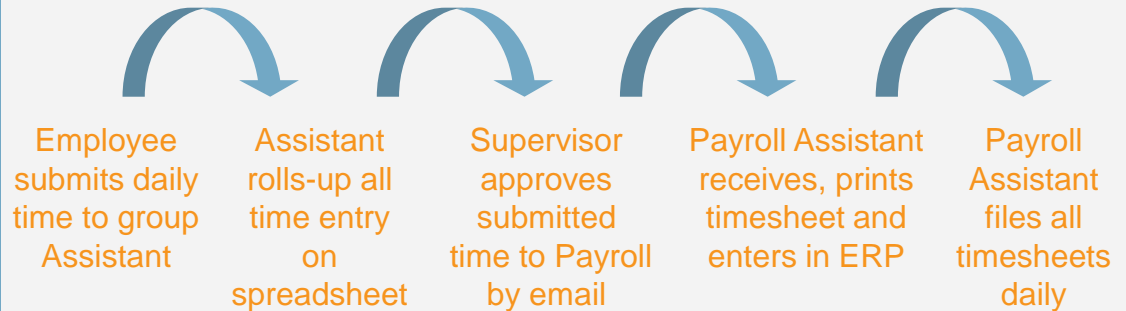 Employee
submits daily
time to group
Assistant
Assistant
rolls-up all
time entry
on
spreadsheet
Supervisor
approves
submitted
time to Payroll
by email
Payroll Assistant
receives, prints
timesheet and
enters in ERP
Payroll
Assistant
files all
timesheets
daily